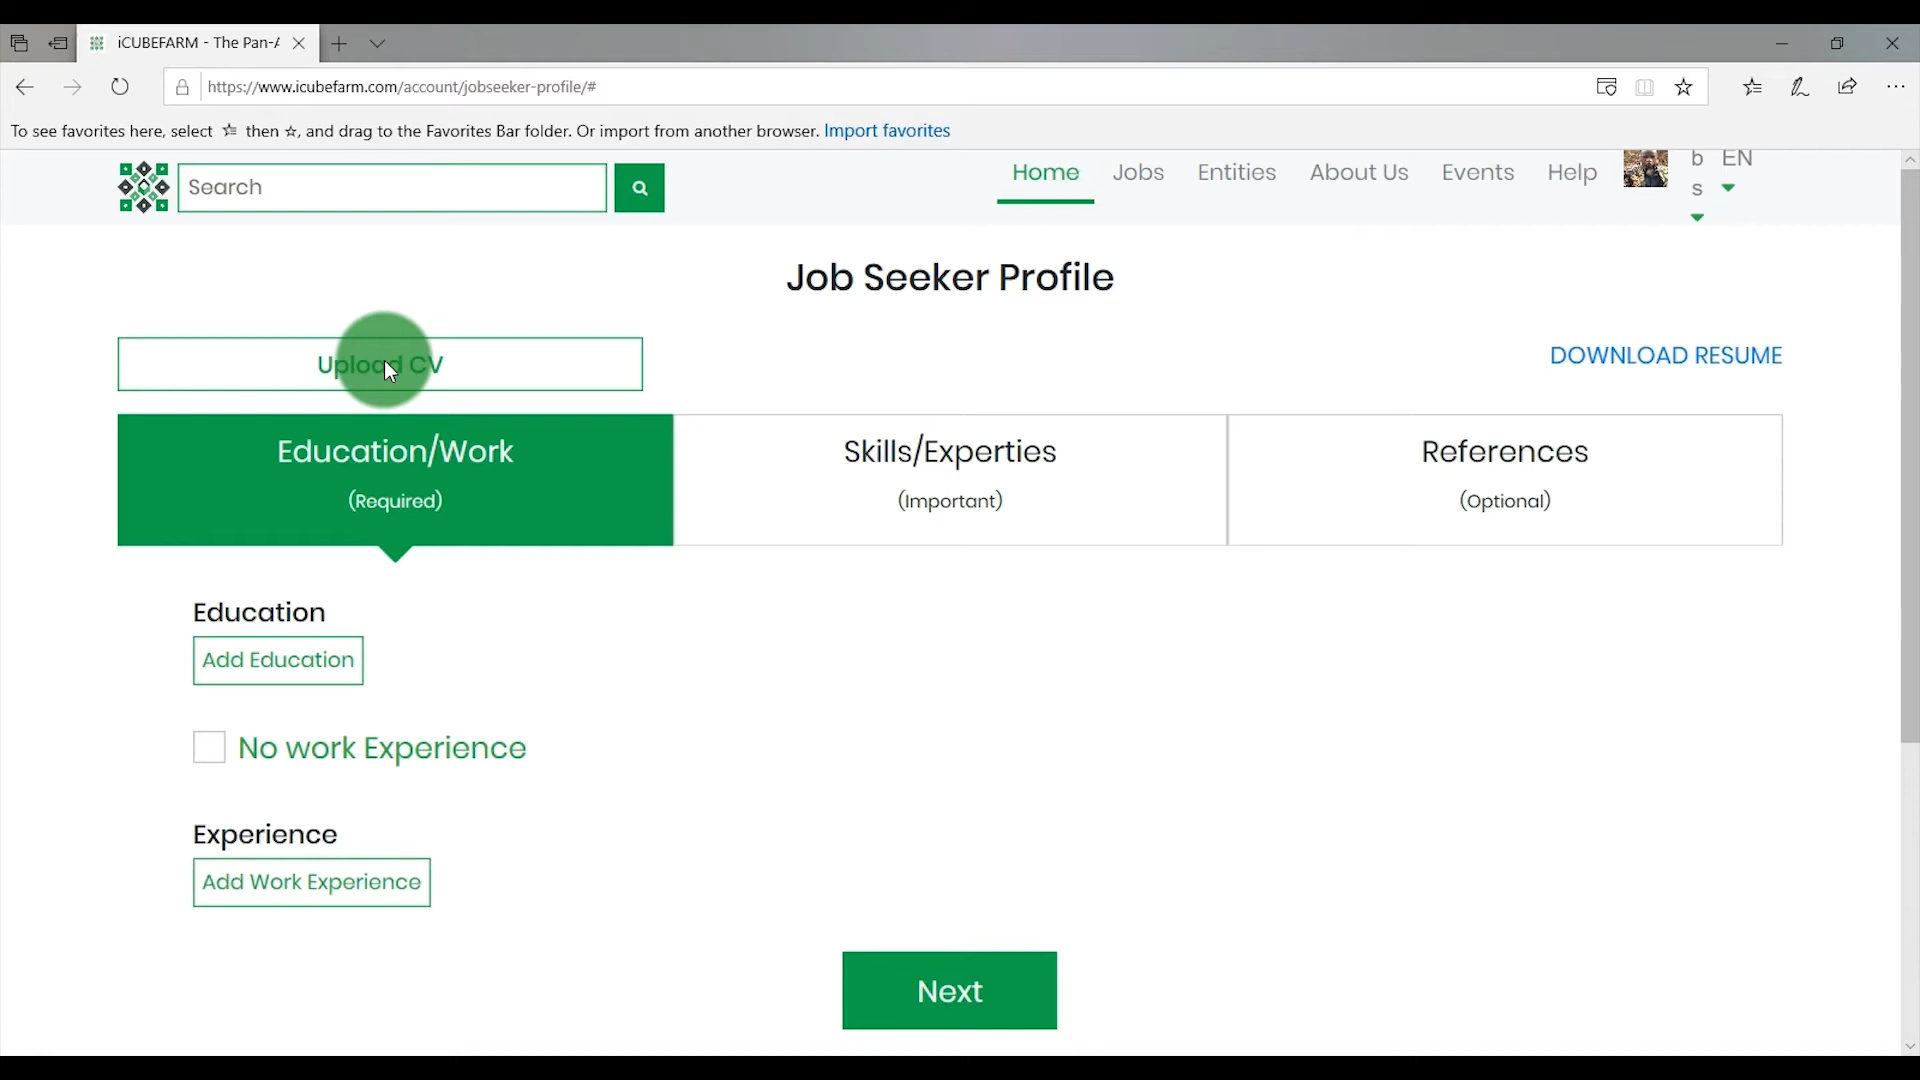 iCUBEFARM - The Pan-A
https://www.icubefarm.com/account/jobseeker-profile/#
To see favorites here, select then , and drag to the Favorites Bar folder. Or import from another browser. Import favorites
Search
Home Jobs Entities About Us Events Help b s EN
Job Seeker Profile
Upload CV
DOWNLOAD RESUME
Education/Work
(Required)
Skills/Experties
(Important)
References
(Optional)
Education
Add Education
No work Experience
Experience
Add Work Experience
Next